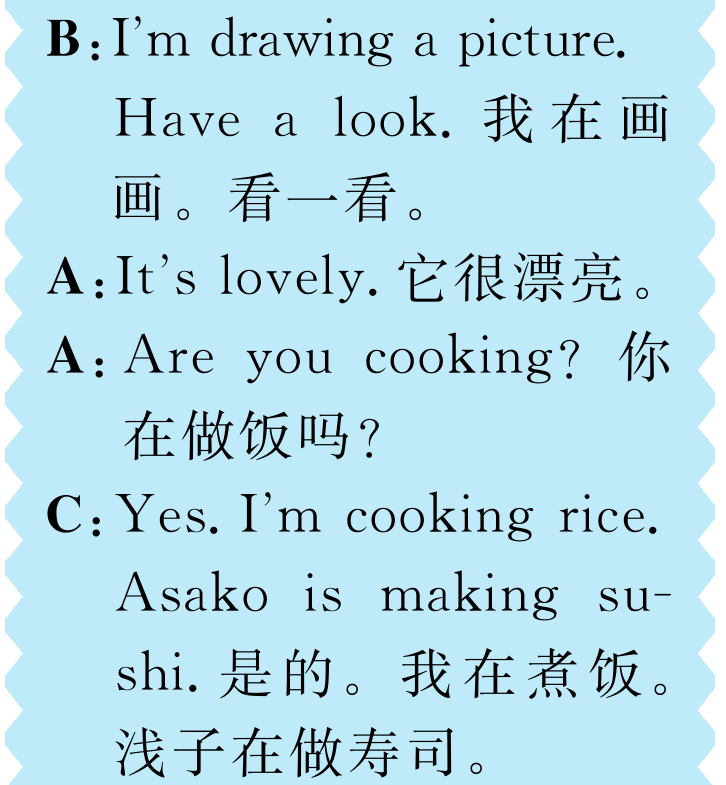 B:I'm drawing a picture.
Have a look. 我在画
画。看一看。
A:It's lovely. 它很漂亮。
A: Are you cooking? 你
在做饭吗?
C: Yes. I'm cooking rice.
Asako is making su-
shi. 是的。我在煮饭。
浅子在做寿司。